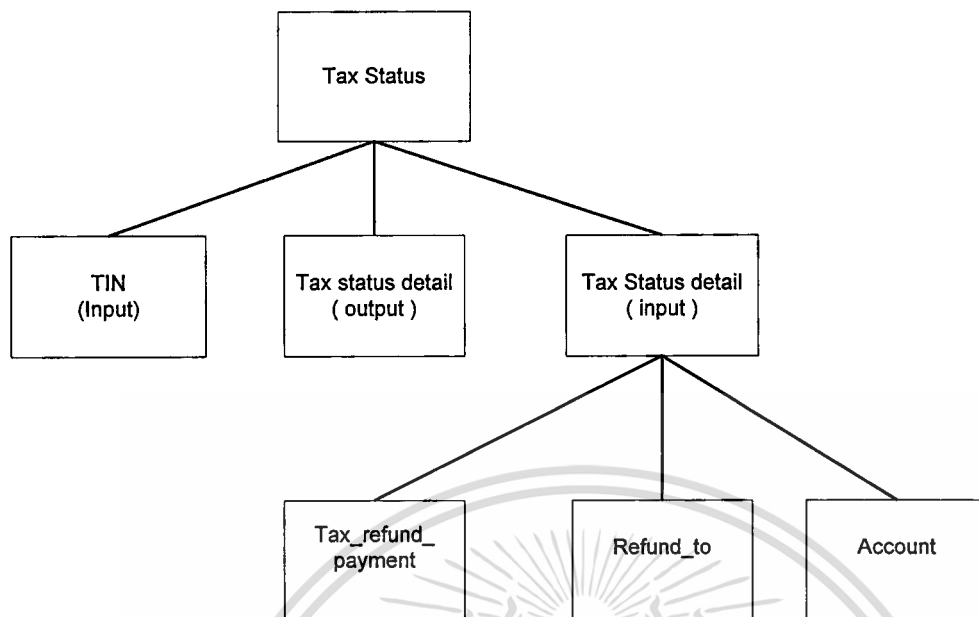 Tax Status
TIN
(Input)
Tax status detail
( output )
Tax Status detail
( input )
Tax_refund_
payment
Refund_to
Account